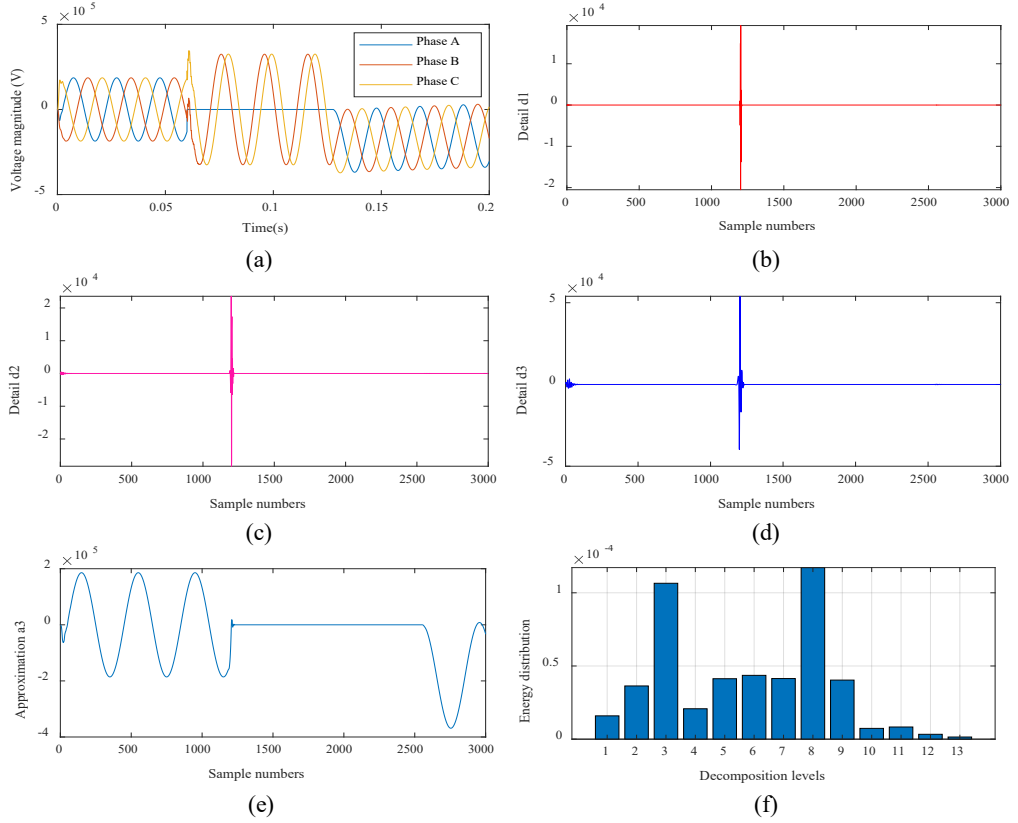 × 10 5
5
Voltage magnitude (V)
0
-5
Phase A
Phase B
Phase C
0 0.05 0.1 0.15 0.2
Time(s)
(a)
× 10 4
1
Detail d1
0
-1
-2
0 500 1000 1500 2000 2500 3000
Sample numbers
(b)
× 10 4
2
1
Detail d2
0
-1
-2
0 500 1000 1500 2000 2500 3000
Sample numbers
(c)
× 10 4
5
Detail d3
0
-5
0 500 1000 1500 2000 2500 3000
Sample numbers
(d)
× 10 5
2
0
Approximation a3
-2
-4
0 500 1000 1500 2000 2500 3000
Sample numbers
(e)
× 10 -4
1
Energy distribution
0.5
0
1 2 3 4 5 6 7 8 9 10 11 12 13
Decomposition levels
(f)